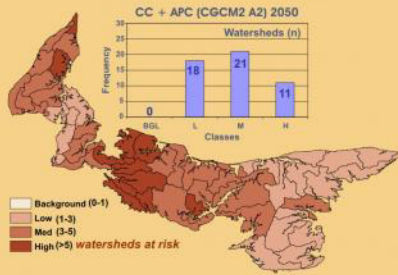 CC + APC (CGCM2 A2) 2050
Watersheds (n)
Frequency
30
25
20
15
10
5
0
0
18
21
11
BGL
L
M
H
Classes
Background (0-1)
Low (1-3)
Med (3-5)
High (>5) watersheds at risk